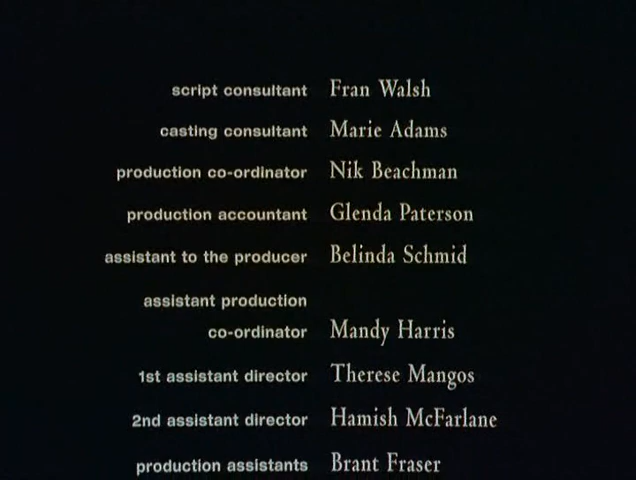 script consultant Fran Walsh
casting consultant Marie Adams
production co-ordinator Nik Beachman
production accountant Glenda Paterson
assistant to the producer Belinda Schmid
assistant production
co-ordinator Mandy Harris
1st assistant director Therese Mangos
2nd assistant director Hamish McFarlane
production assistants Brant Fraser